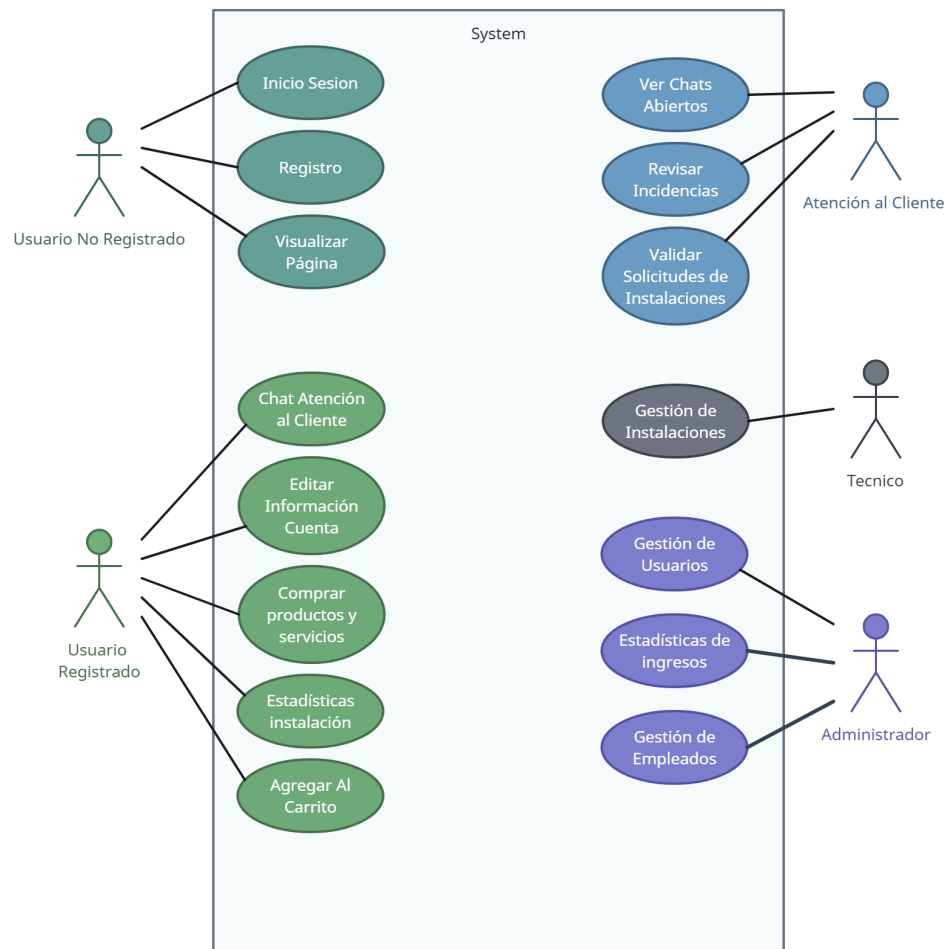 System
Inicio Sesion
Registro
Visualizar
Página
Usuario No Registrado
Chat Atención
al Cliente
Editar
Información
Cuenta
Comprar
productos y
servicios
Estadísticas
instalación
Agregar Al
Carrito
Usuario
Registrado
Ver Chats
Abiertos
Revisar
Incidencias
Validar
Solicitudes de
Instalaciones
Atención al Cliente
Gestión de
Instalaciones
Tecnico
Gestión de
Usuarios
Estadísticas de
ingresos
Gestión de
Empleados
Administrador